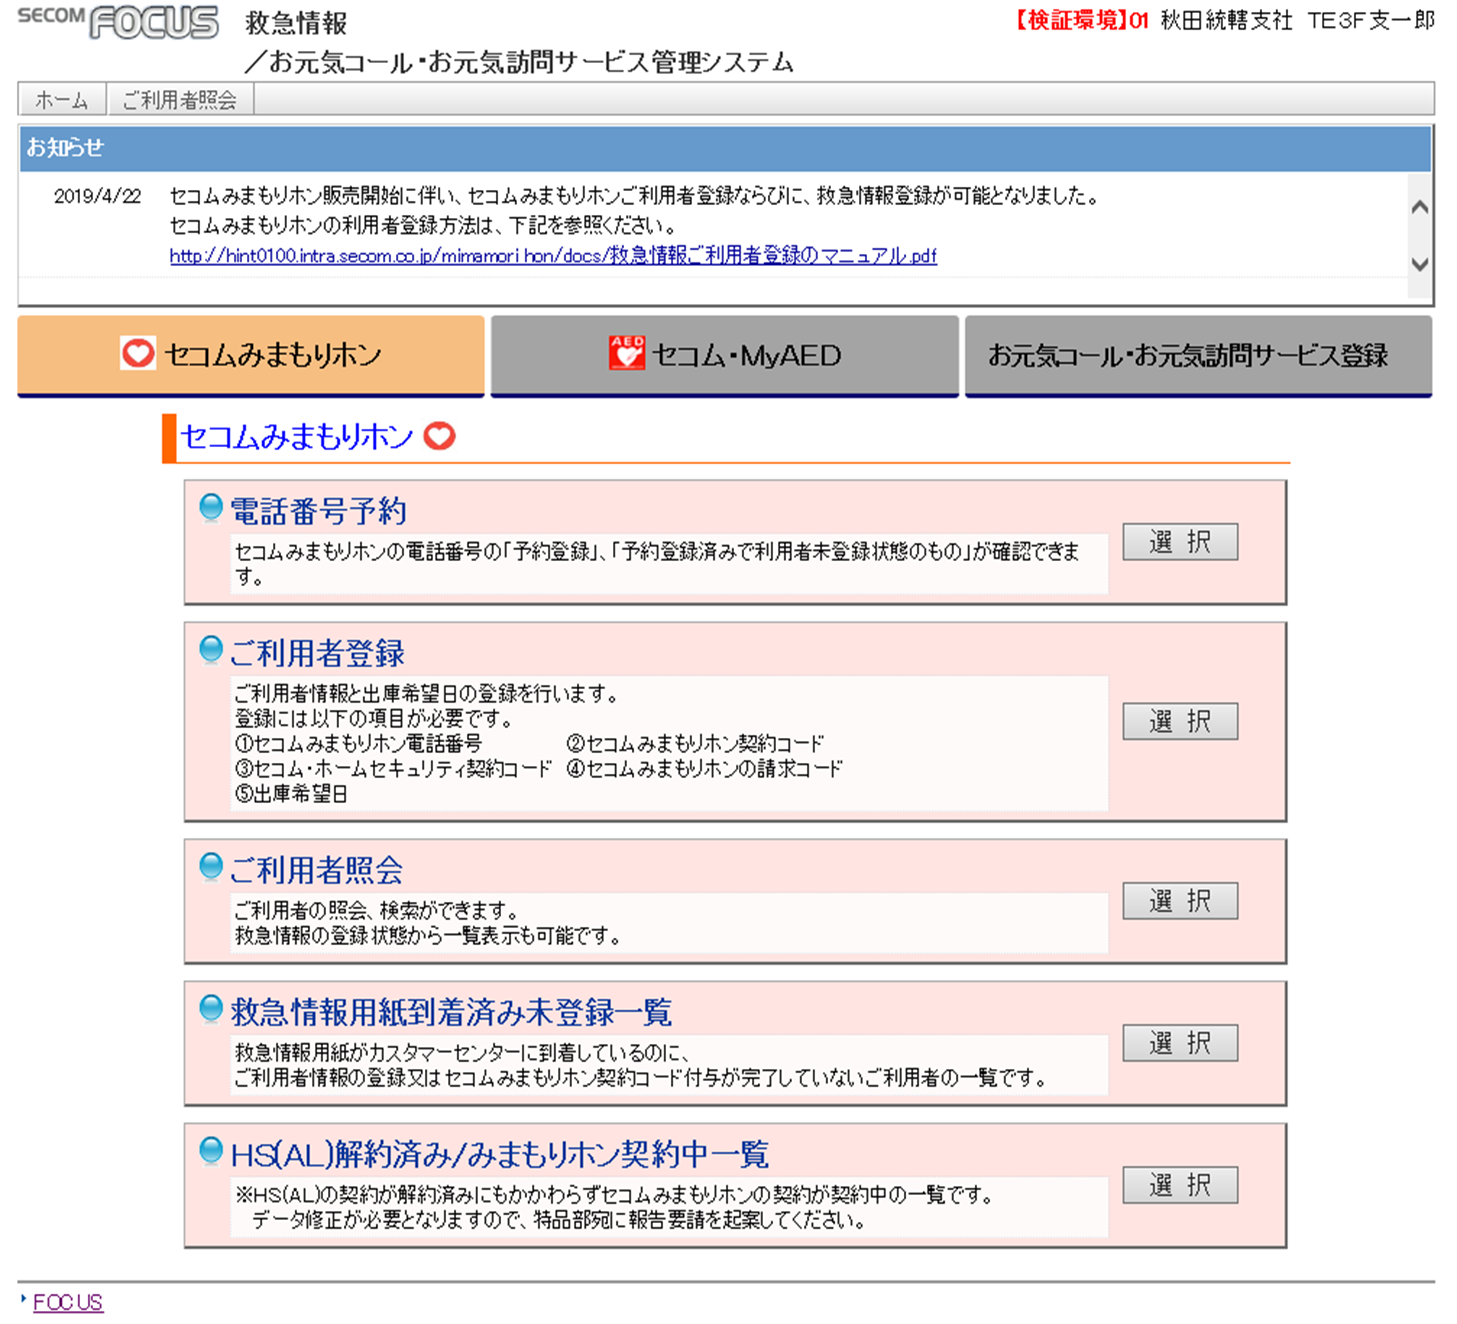 SECOM FOCUS 救急情報
／お元気コール・お元気訪問サービス管理システム
【検証環境】01 秋田統轄支社 TE3F支一郎
ホーム ご利用者照会
お知らせ
2019/4/22 セコムみまもりホン販売開始に伴い、セコムみまもりホンご利用者登録ならびに、救急情報登録が可能となりました。
セコムみまもりホンの利用者登録方法は、下記を参照ください。
http://hint0100.intra.secom.co.jp/mimamorihon/docs/救急情報ご利用者登録のマニュアル.pdf
セコムみまもりホン AED セコム・MyAED お元気コール・お元気訪問サービス登録
セコムみまもりホン
電話番号予約
セコムみまもりホンの電話番号の「予約登録」、「予約登録済みで利用者未登録状態のもの」が確認できま
す。
選択
ご利用者登録
ご利用者情報と出庫希望日の登録を行います。
登録には以下の項目が必要です。
①セコムみまもりホン電話番号 ②セコムみまもりホン契約コード
③セコム・ホームセキュリティ契約コード ④セコムみまもりホンの請求コード
⑤出庫希望日
選択
ご利用者照会
ご利用者の照会、検索ができます。
救急情報の登録状態から一覧表示も可能です。
選択
救急情報用紙到着済み未登録一覧
救急情報用紙がカスタマーセンターに到着しているのに、
ご利用者情報の登録又はセコムみまもりホン契約コード付与が完了していないご利用者の一覧です。
選択
HS(AL)解約済み/みまもりホン契約中一覧
※HS(AL)の契約が解約済みにもかかわらずセコムみまもりホンの契約が契約中の一覧です。
データ修正が必要となりますので、特品部宛に報告要請を起案してください。
選択
FOCUS